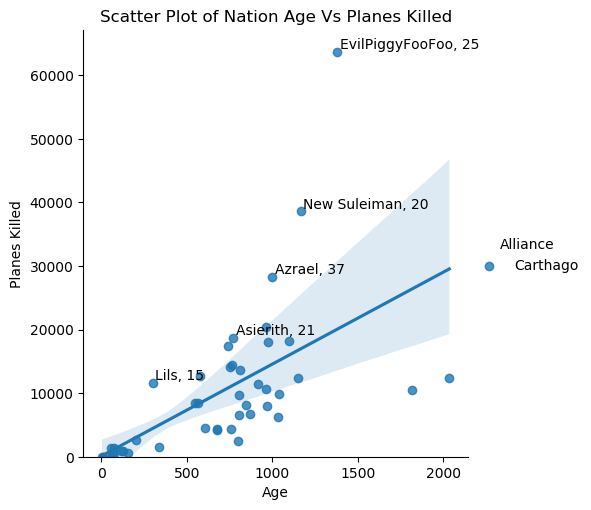 Scatter Plot of Nation Age Vs Planes Killed
EvilPiggyFooFoo, 25
60000
50000
40000
New Suleiman, 20
Alliance
Carthago
30000
Azrael, 37
Planes Killed
20000
Asierith, 21
Lils, 15
10000
0
0 500 1000 1500 2000
Age